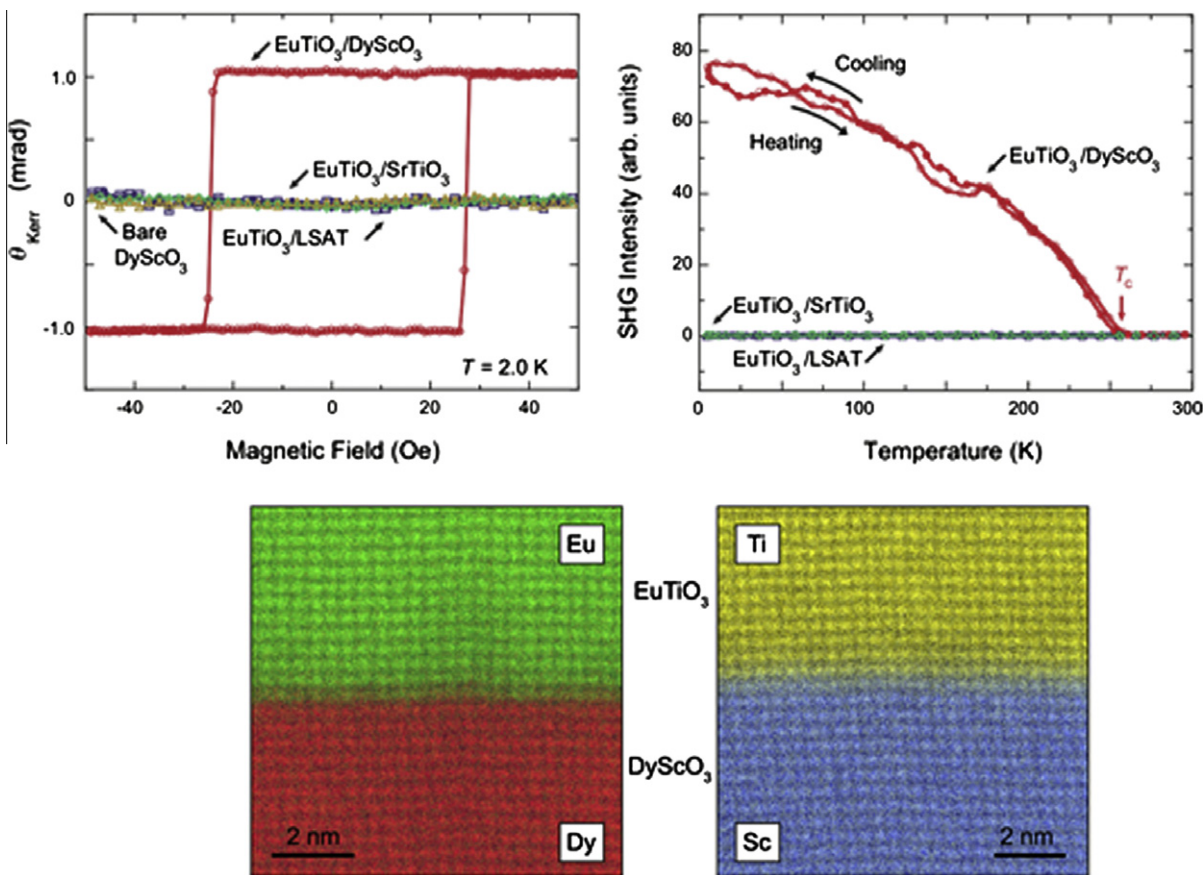 EuTiO₃/DyScO₃
1.0
0
-1.0
θ_Kerr (mrad)
EuTiO₃/SrTiO₃
Bare
DyScO₃
EuTiO₃/LSAT
T = 2.0 K
-40
-20
0
20
40
Magnetic Field (Oe)
80
60
40
20
0
SHG Intensity (arb. units)
Cooling
Heating
EuTiO₃/DyScO₃
T_c
EuTiO₃/SrTiO₃
EuTiO₃/LSAT
0
100
200
300
Temperature (K)
Eu
Ti
EuTiO₃
DyScO₃
2 nm
Dy
Sc
2 nm